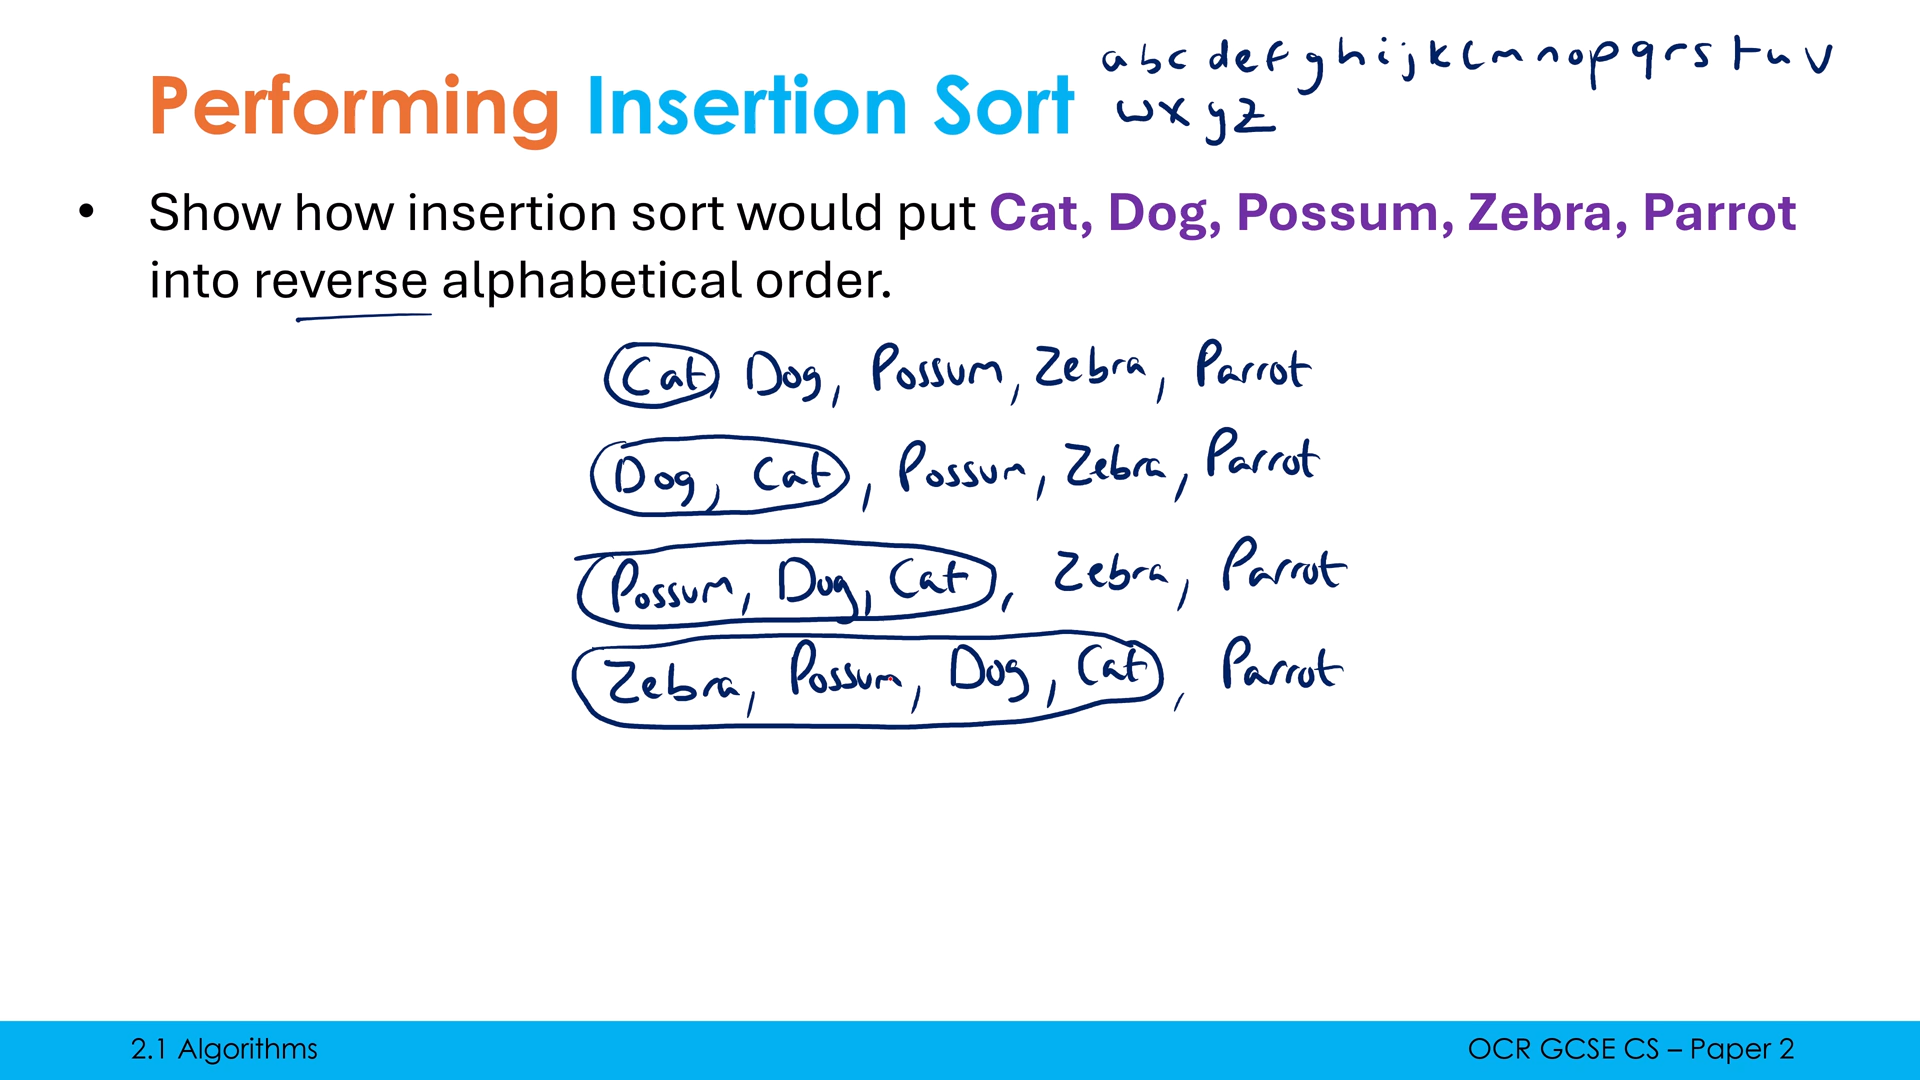 Performing Insertion Sort
a b c d e f g h i j k l m n o p q r s t u v
w x y z
• Show how insertion sort would put Cat, Dog, Possum, Zebra, Parrot
into reverse alphabetical order.
Cat, Dog, Possum, Zebra, Parrot
Dog, Cat, Possum, Zebra, Parrot
Possum, Dog, Cat, Zebra, Parrot
Zebra, Possum, Dog, Cat, Parrot
2.1 Algorithms
OCR GCSE CS – Paper 2